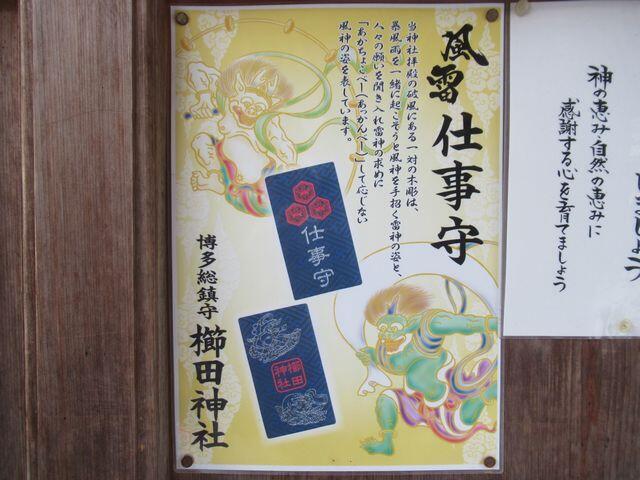 風雷 仕事守
当神社拝殿の破風にある一対の木彫は、
暴風雨を一緒に起こそうと風神を手招く雷神の姿と、
人々の願いを聞き入れ雷神の求めに
「あかちょこべー(あっかんべー)」して応じない
風神の姿を表しています。
仕事守
櫛田
神社
博多総鎮守 櫛田神社
神の恵み・自然の恵みに
感謝する心を育てましょう